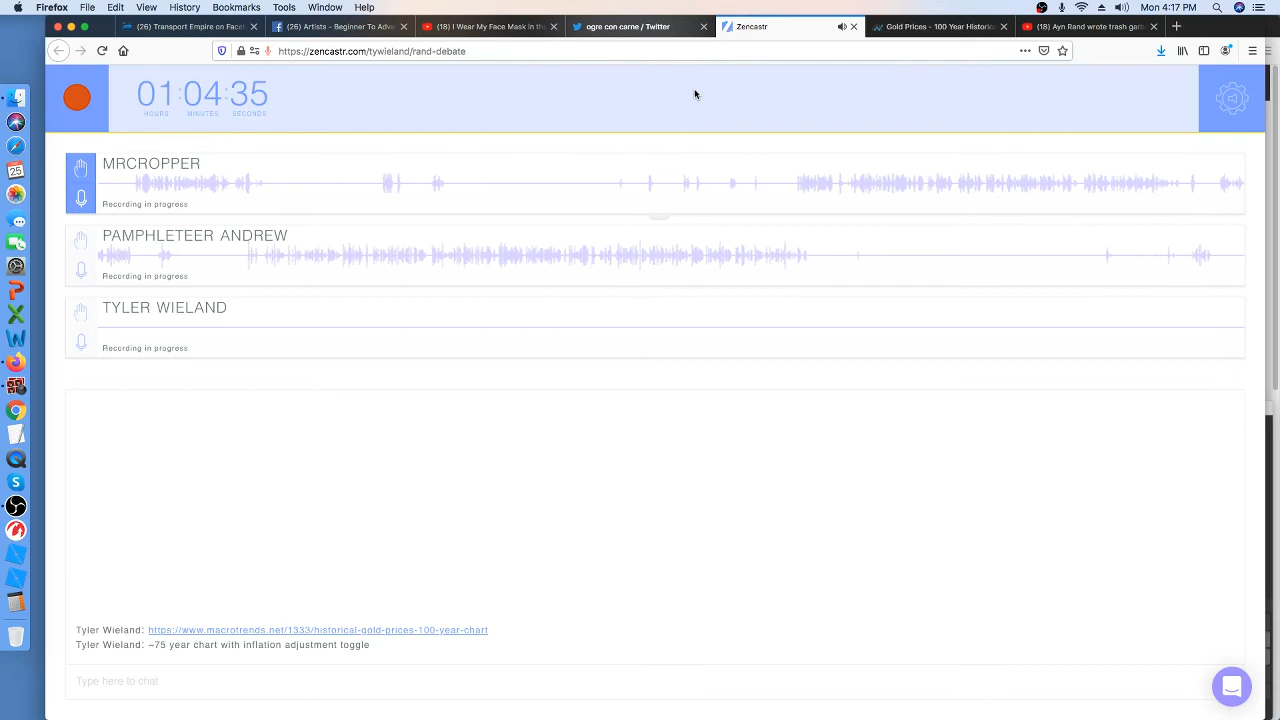 Firefox File Edit View History Bookmarks Tools Window Help
Mon 4:17 PM
(26) Transport Empire on Faceb
(26) Artists - Beginner To Adva
(18) I Wear My Face Mask in th
ogre con carne / Twitter
Zencastr
Gold Prices - 100 Year Historica
(18) Ayn Rand wrote trash garb
https://zencastr.com/tywieland/rand-debate
01:04:35
HOURS MINUTES SECONDS
MRCROPPER
Recording in progress
PAMPHLETEER ANDREW
Recording in progress
TYLER WIELAND
Recording in progress
Tyler Wieland: https://www.macrotrends.net/1333/historical-gold-prices-100-year-chart
Tyler Wieland: ~75 year chart with inflation adjustment toggle
Type here to chat